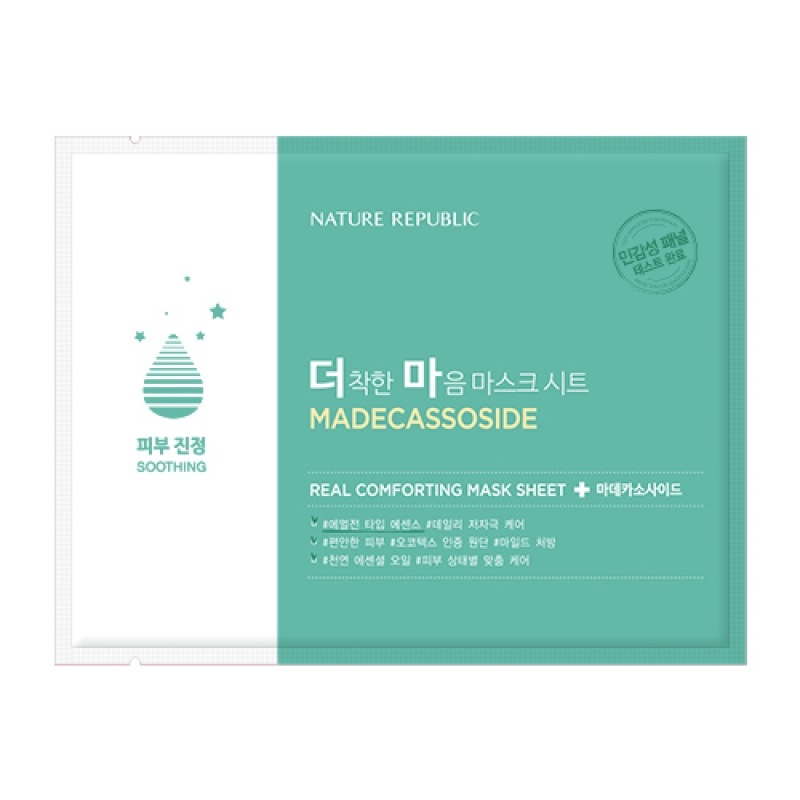 NATURE REPUBLIC
민감성 패널
테스트 완료
더 착한 마음 마스크 시트
MADECASSOSIDE
피부 진정
SOOTHING
REAL COMFORTING MASK SHEET + 마데카소사이드
#에멀전 타입 에센스 #데일리 저자극 케어
#편안한 피부 #오코텍스 인증 원단 #마일드 처방
#천연 에센셜 오일 #피부 상태별 맞춤 케어